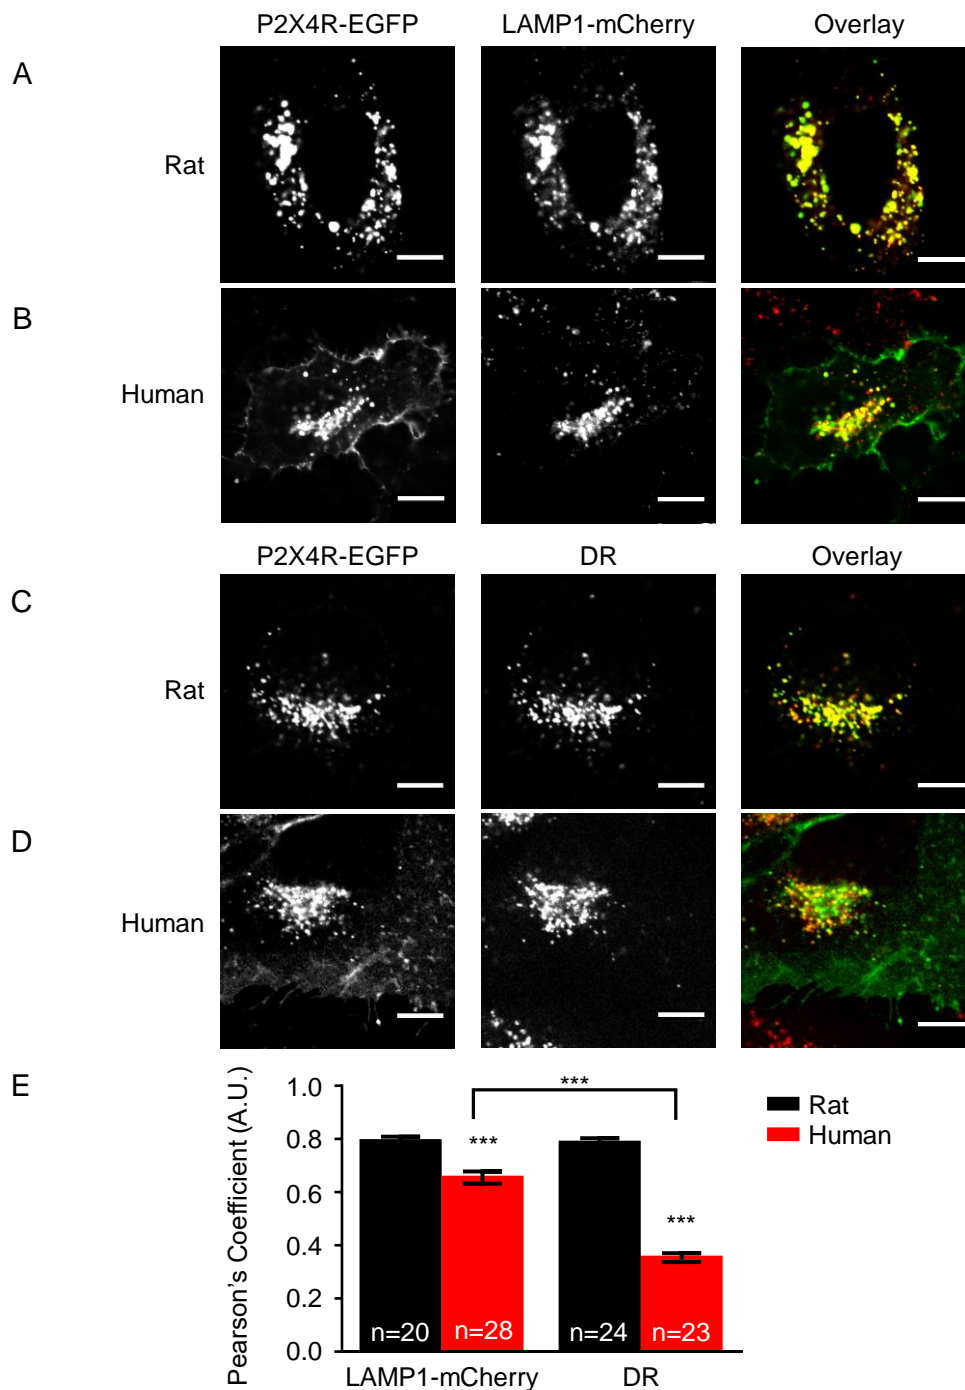 P2X4R-EGFP LAMP1-mCherry Overlay
A
Rat
B
Human
P2X4R-EGFP DR Overlay
C
Rat
D
Human
E
Pearson's Coefficient (A.U.)
1.0
0.8
0.6
0.4
0.2
0.0
***
***
***
n=20
n=28
n=24
n=23
LAMP1-mCherry DR
Rat
Human